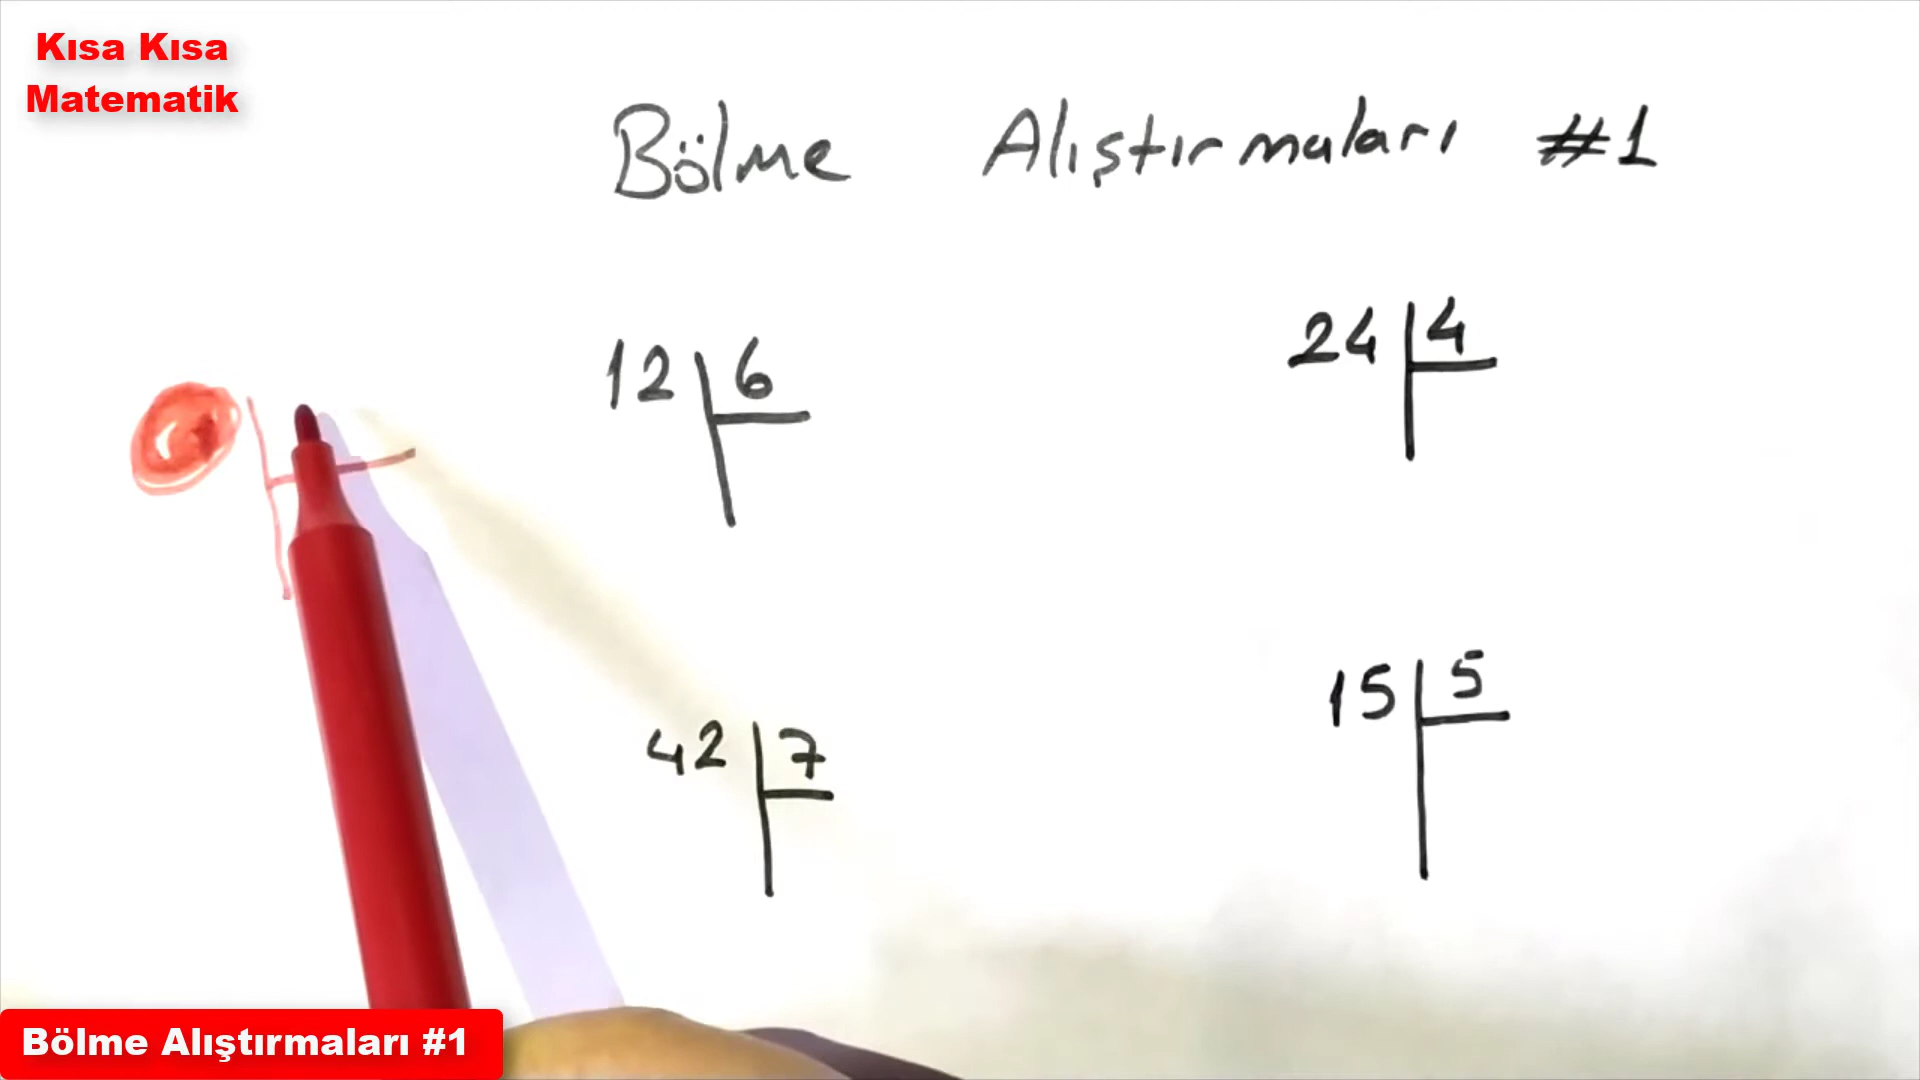 Kısa Kısa
Matematik
Bölme Alıştırmaları #1
12 6
24 4
42 7
15 5
Bölme Alıştırmaları #1